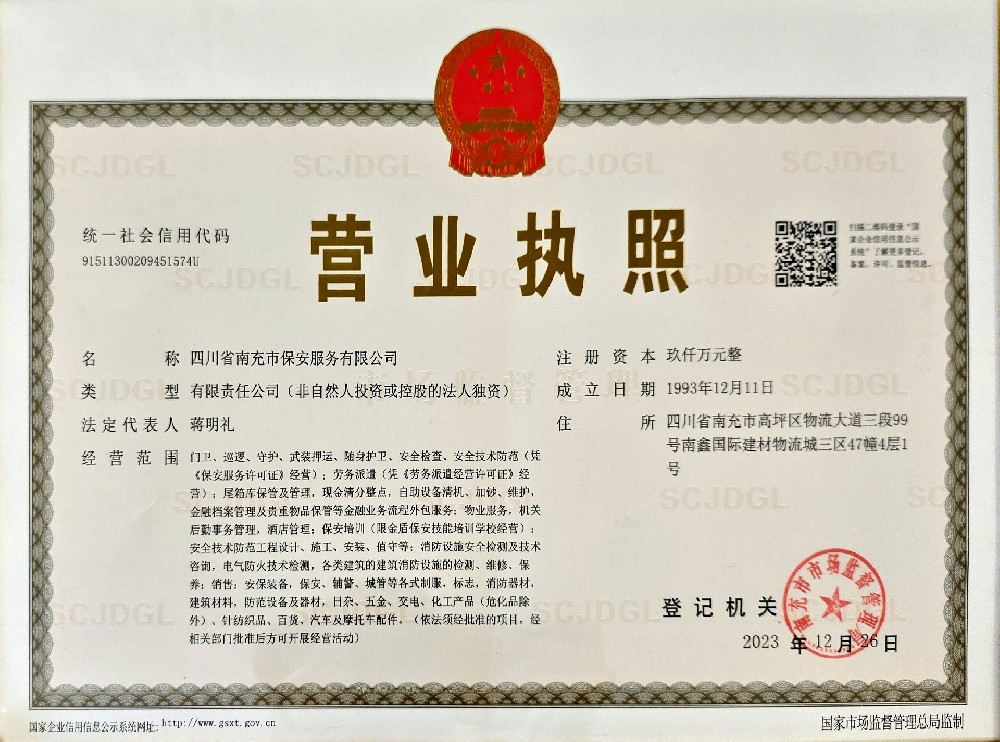 SCJDGL SCJDGL SCJDGL SCJDGL
营业执照
统一社会信用代码
91511300209451574U
扫描二维码登录“国
家企业信用信息公示
系统”了解更多登记、
备案、许可、监管信息。
名称 四川省南充市保安服务有限公司
类型 有限责任公司（非自然人投资或控股的法人独资）
法定代表人 蒋明礼
经营范围 门卫、巡逻、守护、武装押运、随身护卫、安全检查、安全技术防范（凭
《保安服务许可证》经营）；劳务派遣（凭《劳务派遣经营许可证》经
营）；尾箱库保管及管理，现金清分整点，自助设备清机、加钞、维护，
金融档案管理及贵重物品保管等金融业务流程外包服务；物业服务，机关
后勤事务管理，酒店管理；保安培训（限金盾保安技能培训学校经营）；
安全技术防范工程设计、施工、安装、值守等；消防设施安全检测及技术
咨询，电气防火技术检测，各类建筑的建筑消防设施的检测、维修、保
养；销售：安保装备，保安、辅警、城管等各式制服，标志，消防器材，
建筑材料，防范设备及器材，日杂、五金、交电、化工产品（危化品除
外）、针纺织品、百货，汽车及摩托车配件。（依法须经批准的项目，经
相关部门批准后方可开展经营活动）
注册资本 玖仟万元整
成立日期 1993年12月11日
住所 四川省南充市高坪区物流大道三段99
号南鑫国际建材物流城三区47幢4层1
号
市场监督管理
SCJDGL
登记机关
南充市市场监督管理局
2023 年 12 月 26 日
国家企业信用信息公示系统网址：http://www.gsxt.gov.cn
国家市场监督管理总局监制